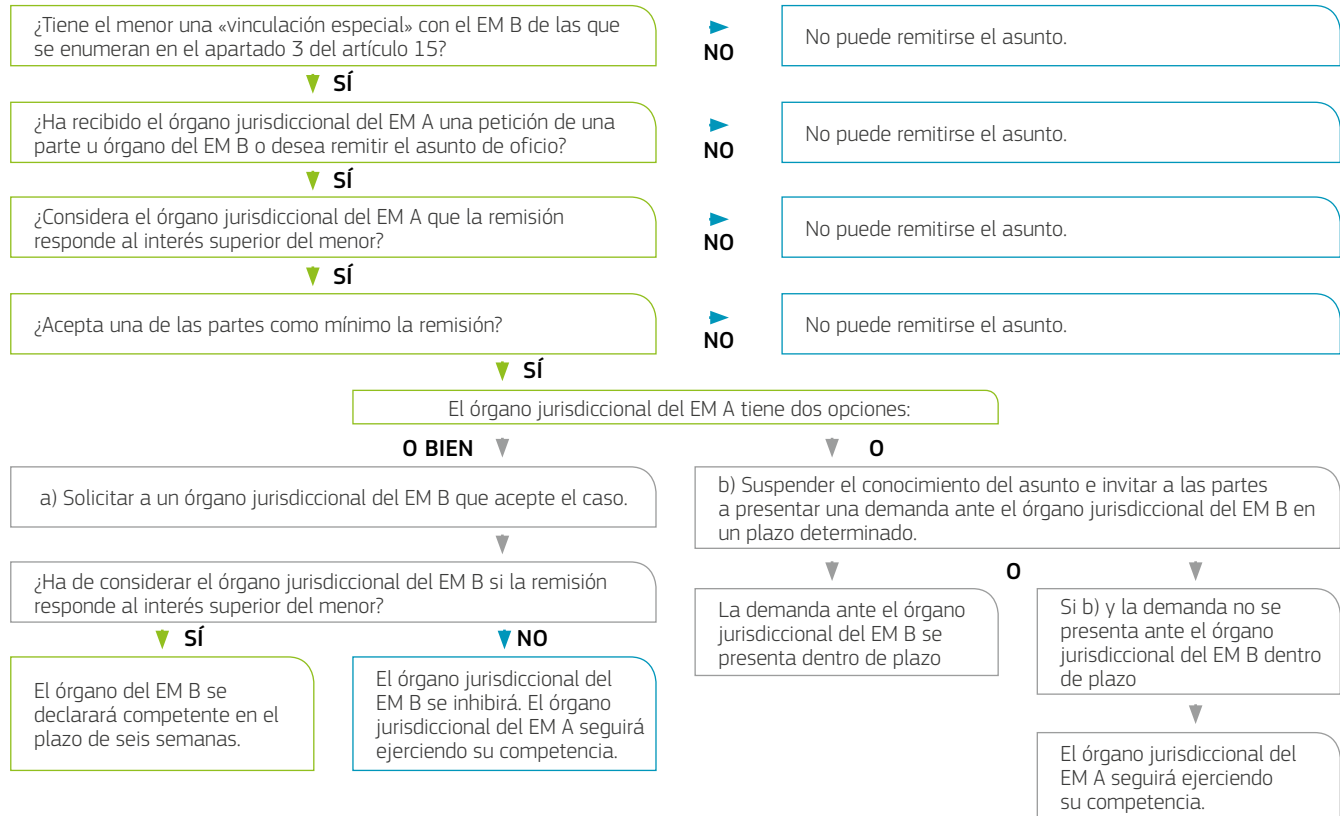 ¿Tiene el menor una «vinculación especial» con el EM B de las que
se enumeran en el apartado 3 del artículo 15?
NO
No puede remitirse el asunto.
SÍ
¿Ha recibido el órgano jurisdiccional del EM A una petición de una
parte u órgano del EM B o desea remitir el asunto de oficio?
NO
No puede remitirse el asunto.
SÍ
¿Considera el órgano jurisdiccional del EM A que la remisión
responde al interés superior del menor?
NO
No puede remitirse el asunto.
SÍ
¿Acepta una de las partes como mínimo la remisión?
NO
No puede remitirse el asunto.
SÍ
El órgano jurisdiccional del EM A tiene dos opciones:
O BIEN
O
a) Solicitar a un órgano jurisdiccional del EM B que acepte el caso.
b) Suspender el conocimiento del asunto e invitar a las partes
a presentar una demanda ante el órgano jurisdiccional del EM B en
un plazo determinado.
¿Ha de considerar el órgano jurisdiccional del EM B si la remisión
responde al interés superior del menor?
O
La demanda ante el órgano
jurisdiccional del EM B se
presenta dentro de plazo
Si b) y la demanda no se
presenta ante el órgano
jurisdiccional del EM B dentro
de plazo
SÍ
NO
El órgano del EM B se
declarará competente en el
plazo de seis semanas.
El órgano jurisdiccional del
EM B se inhibirá. El órgano
jurisdiccional del EM A seguirá
ejerciendo su competencia.
El órgano jurisdiccional del
EM A seguirá ejerciendo
su competencia.